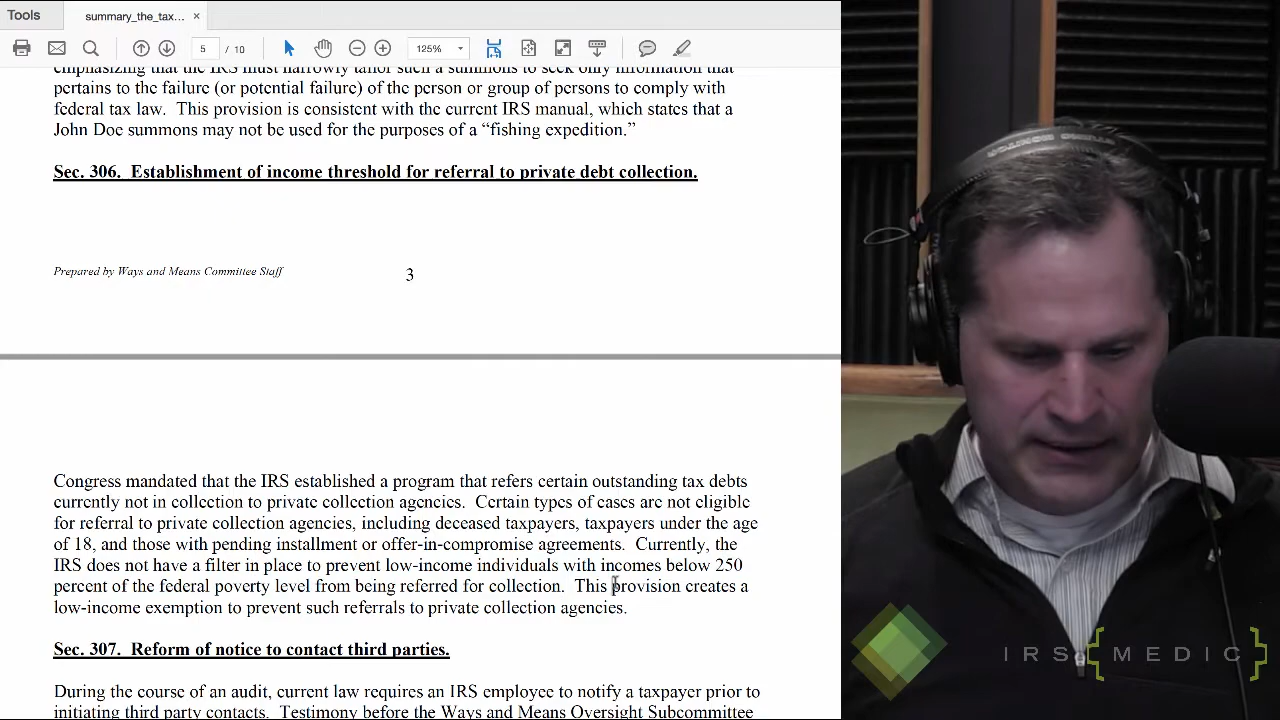 Tools
summary_the_tax... ×
5 / 10
125%
emphasizing that the IRS must narrowly tailor such a summons to seek only information that
pertains to the failure (or potential failure) of the person or group of persons to comply with
federal tax law. This provision is consistent with the current IRS manual, which states that a
John Doe summons may not be used for the purposes of a “fishing expedition.”
Sec. 306. Establishment of income threshold for referral to private debt collection.
Prepared by Ways and Means Committee Staff
3
Congress mandated that the IRS established a program that refers certain outstanding tax debts
currently not in collection to private collection agencies. Certain types of cases are not eligible
for referral to private collection agencies, including deceased taxpayers, taxpayers under the age
of 18, and those with pending installment or offer-in-compromise agreements. Currently, the
IRS does not have a filter in place to prevent low-income individuals with incomes below 250
percent of the federal poverty level from being referred for collection. This provision creates a
low-income exemption to prevent such referrals to private collection agencies.
Sec. 307. Reform of notice to contact third parties.
During the course of an audit, current law requires an IRS employee to notify a taxpayer prior to
initiating third party contacts. Testimony before the Ways and Means Oversight Subcommittee
STUDIO MONITOR
IRS{MEDIC}